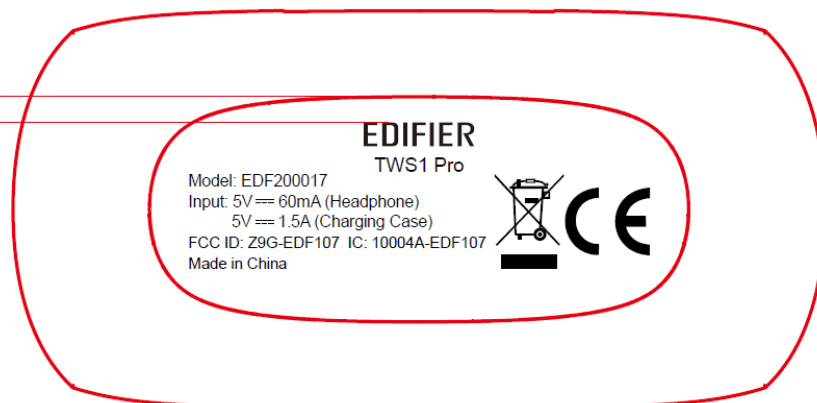 EDIFIER
TWS1 Pro
Model: EDF200017
Input: 5V⎓60mA (Headphone)
5V⎓1.5A (Charging Case)
FCC ID: Z9G-EDF107 IC: 10004A-EDF107
Made in China
CE